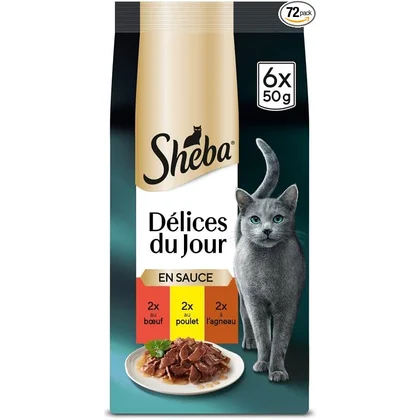 72 pack
6x
50g
Sheba®
Délices
du Jour
EN SAUCE
2x
au
bœuf
2x
au
poulet
2x
à
l'agneau